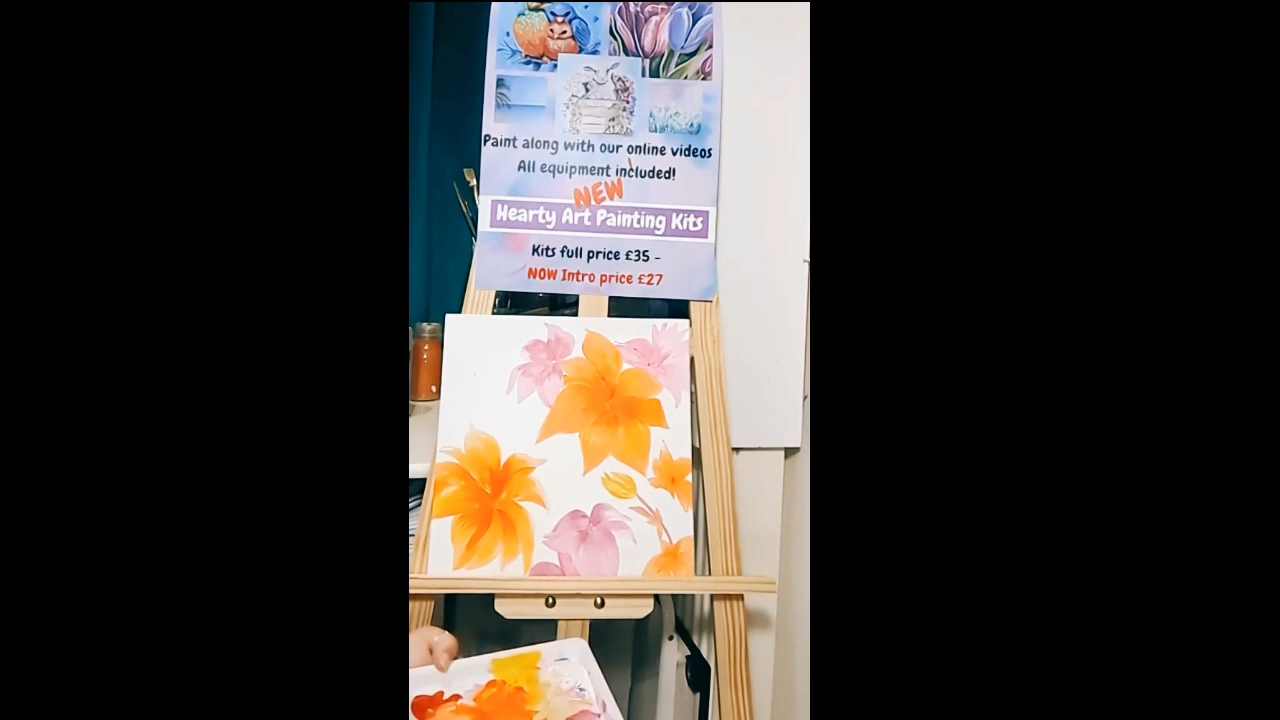 Paint along with our online videos
All equipment included!
NEW
Hearty Art Painting Kits
Kits full price £35 -
NOW Intro price £27